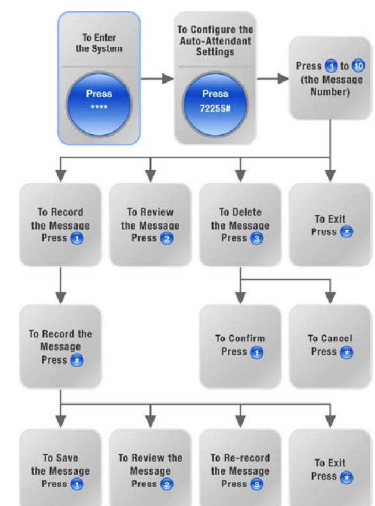 To Enter
the System
Press
****
To Configure the
Auto-Attendant
Settings
Press
72255#
Press 1 to 10
(the Message
Number)
To Record
the Message
Press 1
To Review
the Message
Press 2
To Delete
the Message
Press 3
To Exit
Press *
To Record the
Message
Press
To Confirm
Press 1
To Cancel
Press *
To Save
the Message
Press 1
To Review the
Message
Press 2
To Re-record
the Message
Press 3
To Exit
Press *